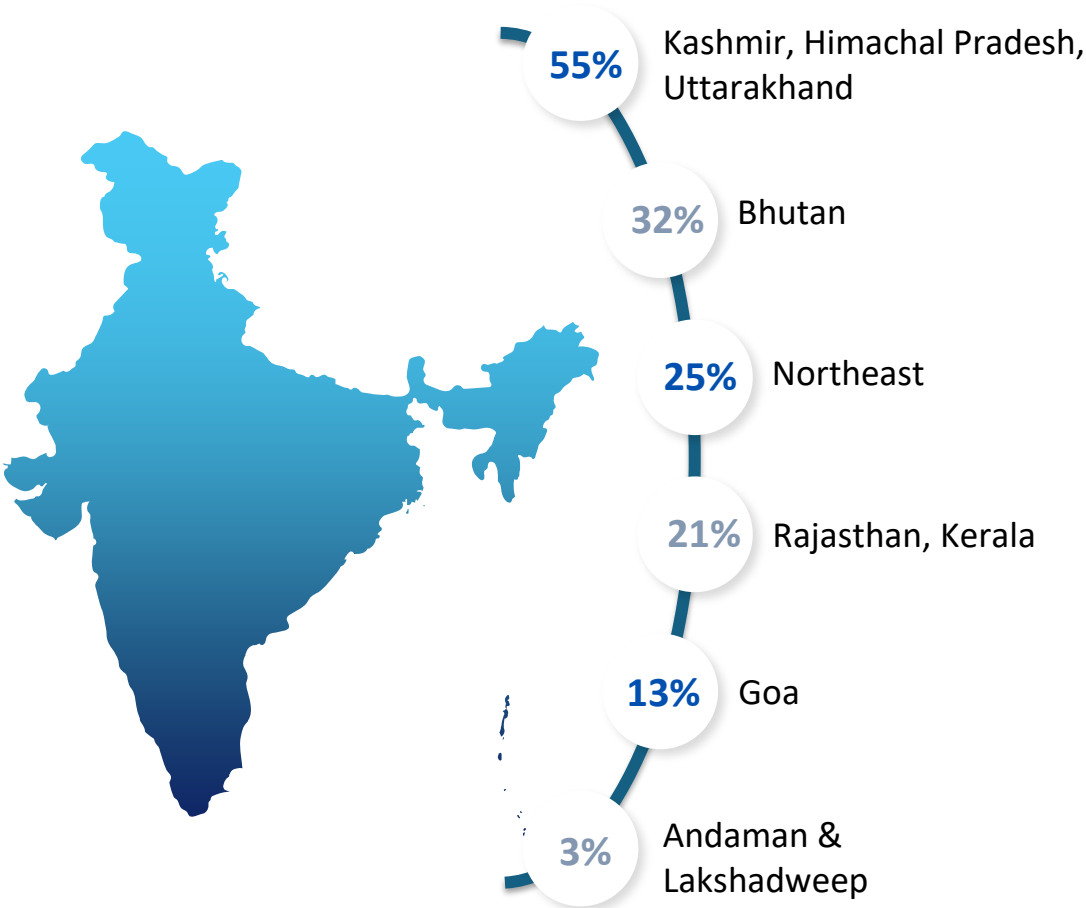 55%
Kashmir, Himachal Pradesh,
Uttarakhand
32%
Bhutan
25%
Northeast
21%
Rajasthan, Kerala
13%
Goa
3%
Andaman &
Lakshadweep